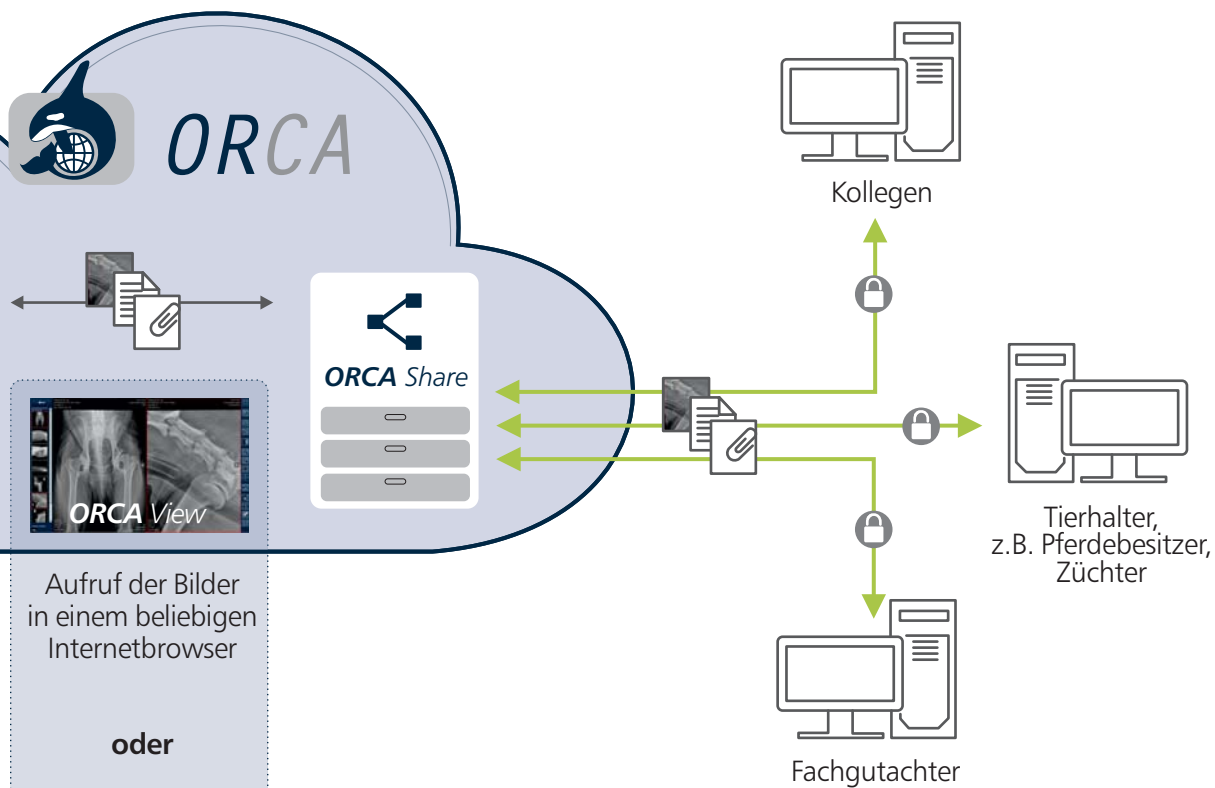 ORCA
Kollegen
ORCA Share
ORCA View
Tierhalter,
z.B. Pferdebesitzer,
Züchter
Aufruf der Bilder
in einem beliebigen
Internetbrowser
oder
Fachgutachter